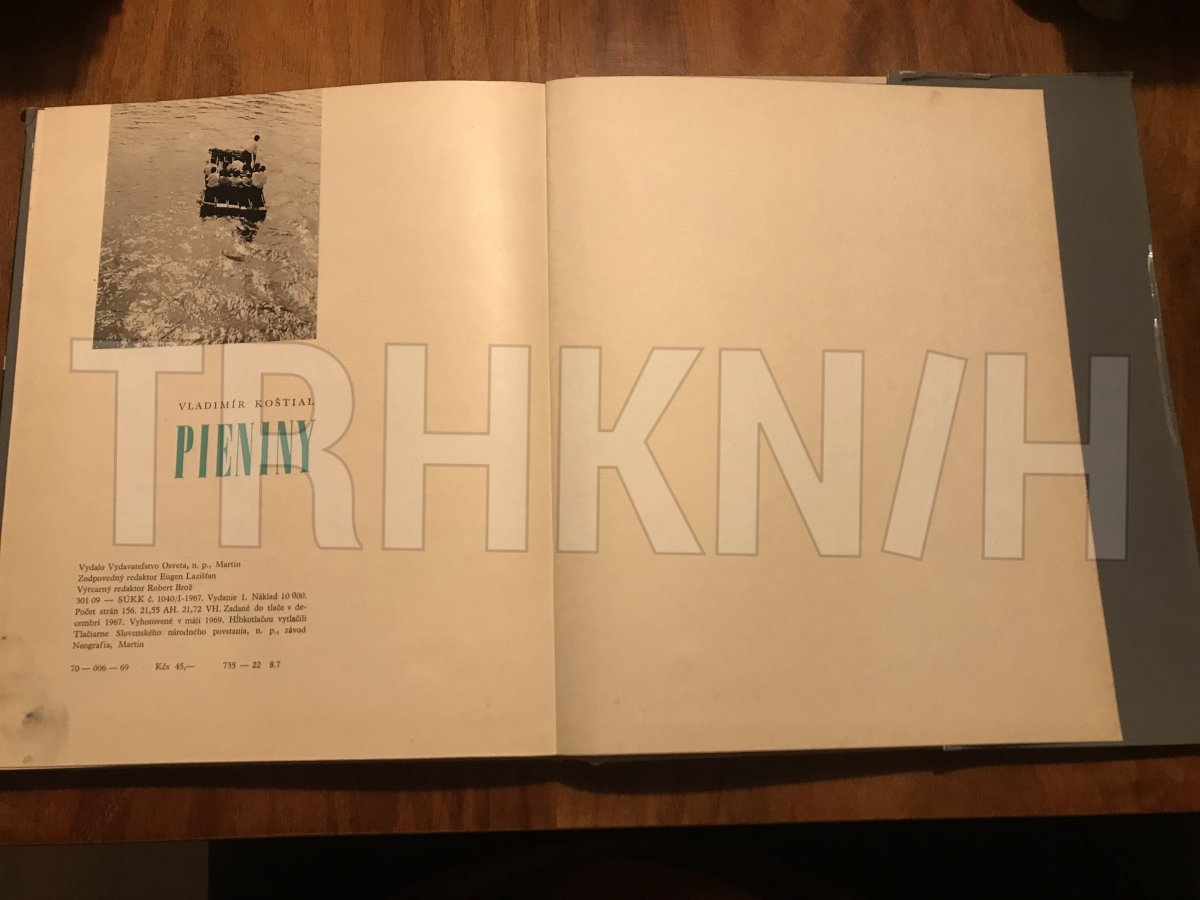 VLADIMÍR KOŠTIAL
PIENINY
TRHKN/H
Vydalo Vydavateľstvo Osveta, n. p., Martin
Zodpovedný redaktor Eugen Lazišťan
Výtvarný redaktor Robert Brož
301 09 — SÚKK č. 1040/I-1967. Vydanie 1. Náklad 10 000.
Počet strán 156. 21,55 AH. 21,72 VH. Zadané do tlače v de-
cembri 1967. Vyhotovené v máji 1969. Hĺbkotlačou vytlačili
Tlačiarne Slovenského národného povstania, n. p., závod
Neografia, Martin
70 — 006 — 69 Kčs 45,— 735 — 22 8.7